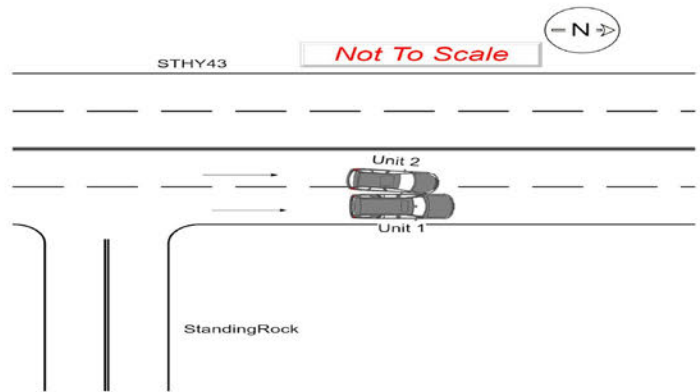 N
STHY43
Not To Scale
Unit 2
Unit 1
StandingRock